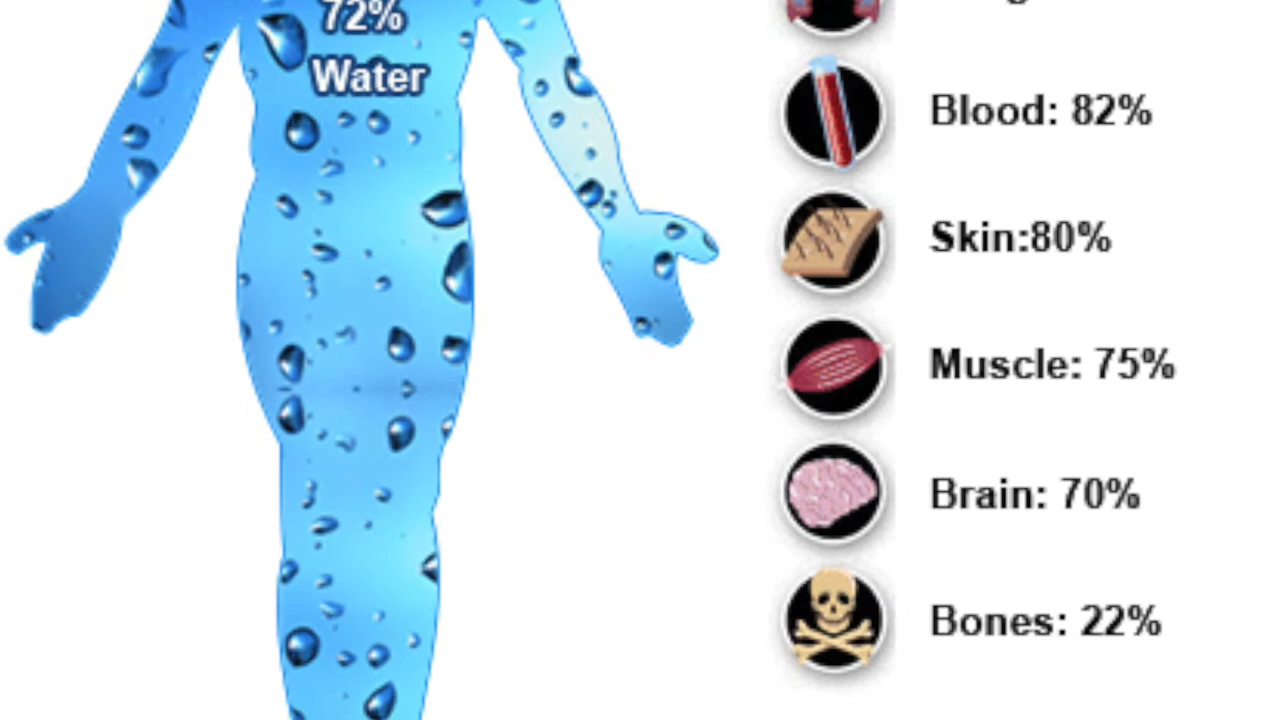 72%
Water
Blood: 82%
Skin:80%
Muscle: 75%
Brain: 70%
Bones: 22%